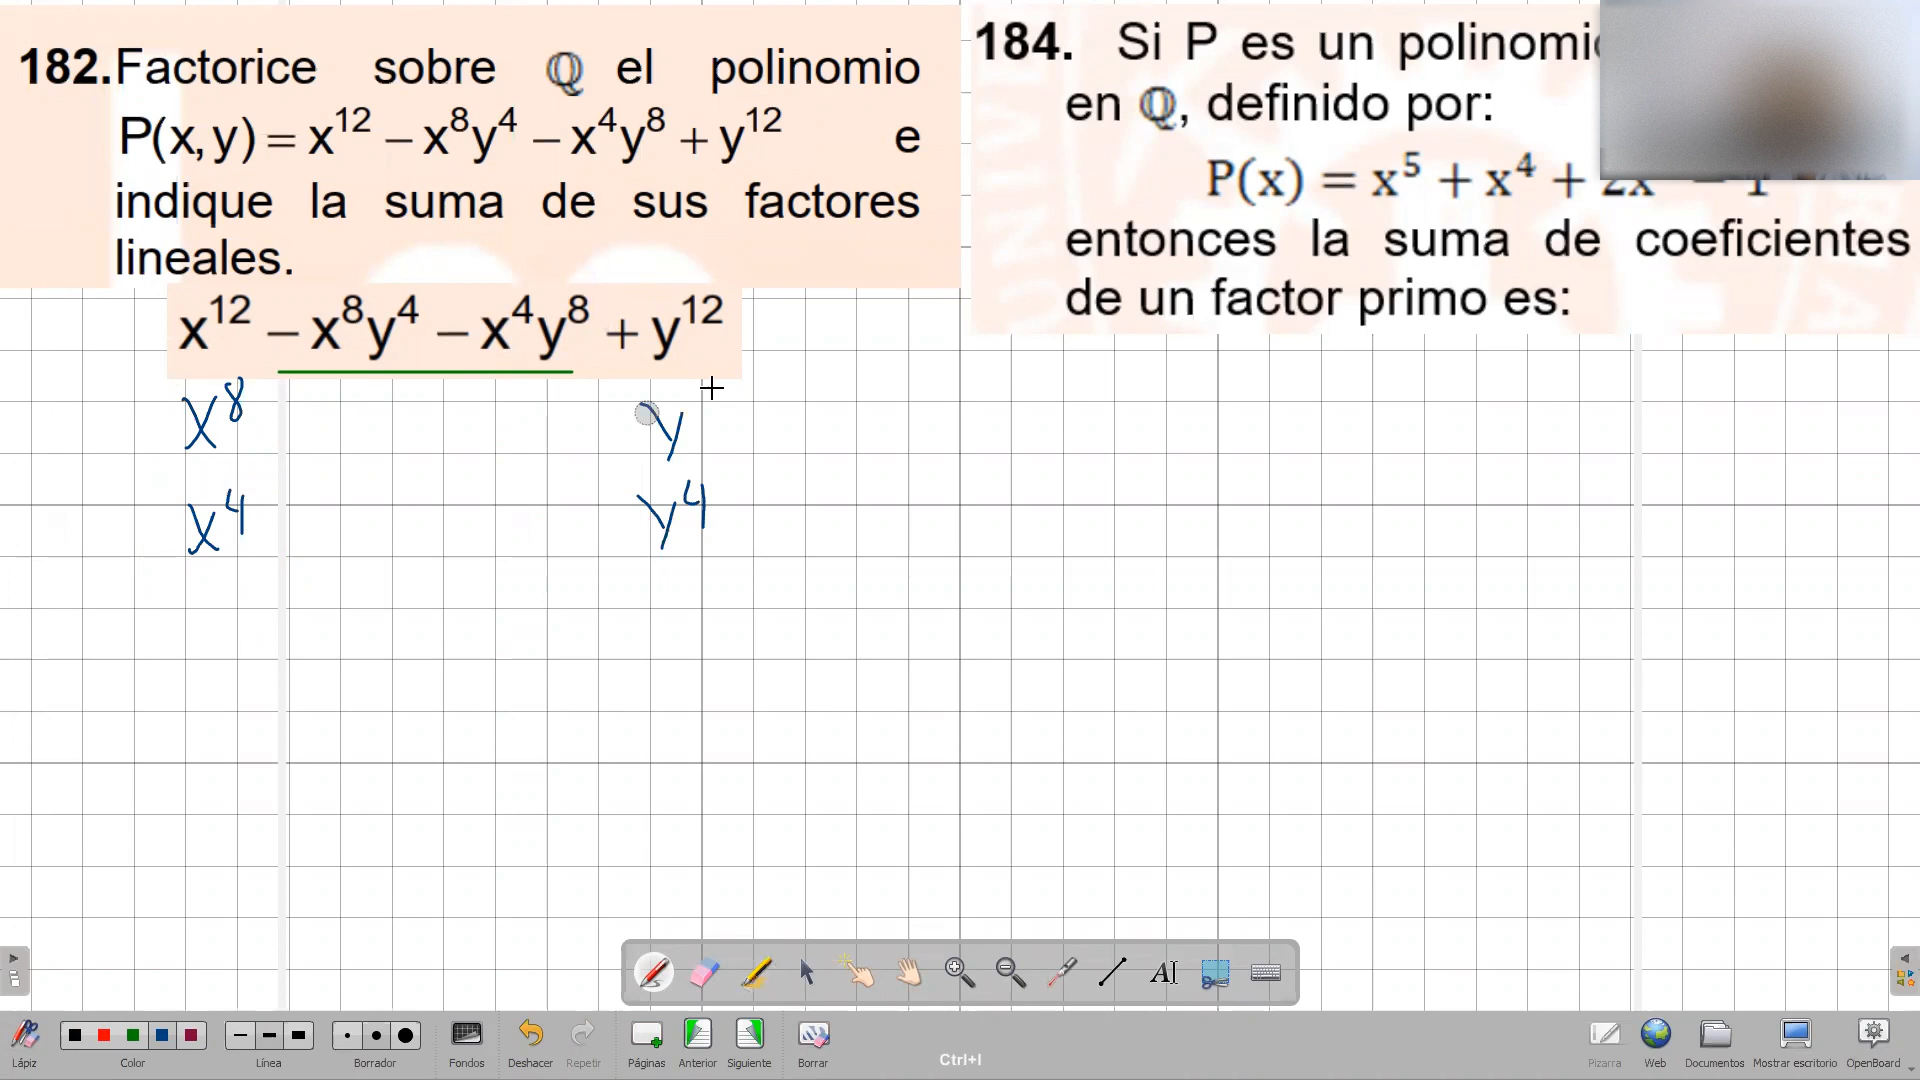 182. Factorice sobre ℚ el polinomio
P(x,y) = x¹² − x⁸y⁴ − x⁴y⁸ + y¹² e
indique la suma de sus factores
lineales.
x¹² − x⁸y⁴ − x⁴y⁸ + y¹²
x⁸ y
x⁴ y⁴
184. Si P es un
en ℚ, definido por:
P(x) = x⁵ + x⁴ +
entonces la suma de coeficientes
de un factor primo es:
Lápiz
Color
Línea
Borrador
Fondos
Deshacer
Repetir
Páginas
Anterior
Siguiente
Borrar
Ctrl+I
Pizarra
Web
Documentos
Mostrar escritorio
OpenBoard